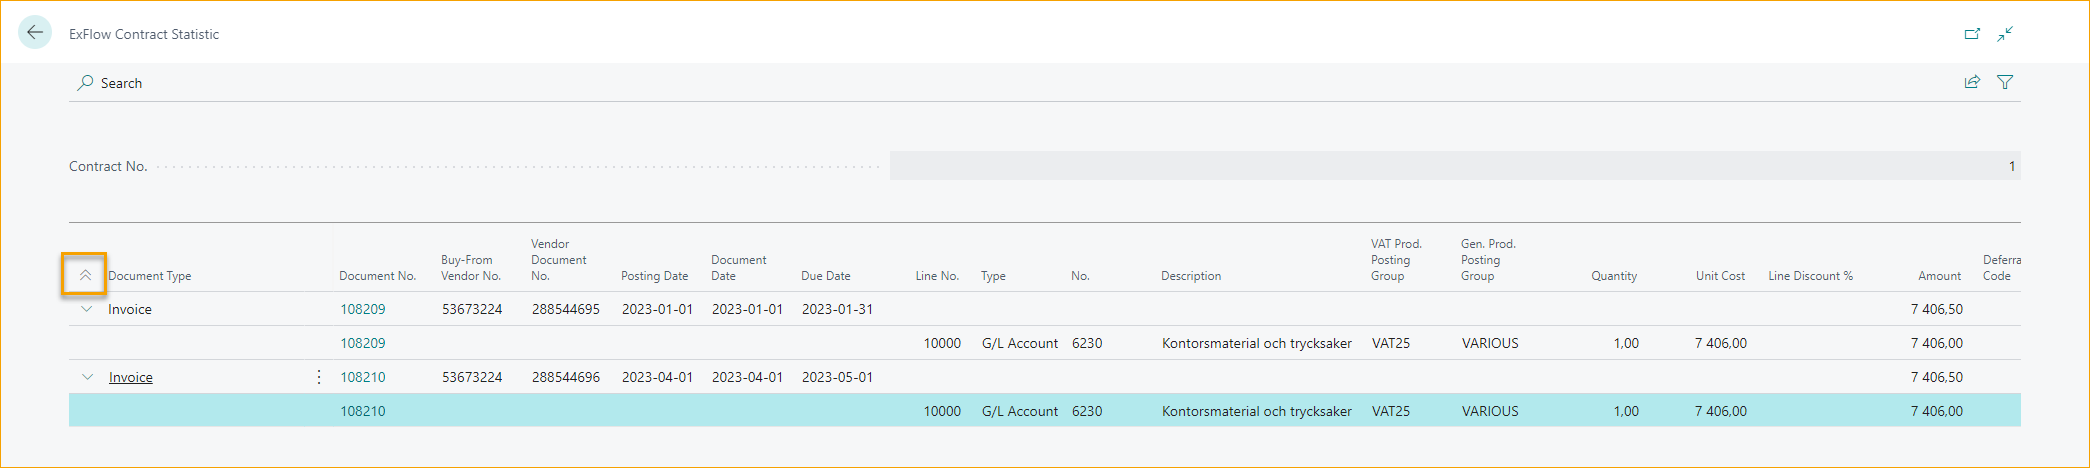 ExFlow Contract Statistic
Search
Contract No. 1
Document Type Document No. Buy-From Vendor No. Vendor Document No. Posting Date Document Date Due Date Line No. Type No. Description VAT Prod. Posting Group Gen. Prod. Posting Group Quantity Unit Cost Line Discount % Amount Deferra Code
Invoice 108209 53673224 288544695 2023-01-01 2023-01-01 2023-01-31 7 406,50
108209 10000 G/L Account 6230 Kontorsmaterial och trycksaker VAT25 VARIOUS 1,00 7 406,00 7 406,00
Invoice 108210 53673224 288544696 2023-04-01 2023-04-01 2023-05-01 7 406,50
108210 10000 G/L Account 6230 Kontorsmaterial och trycksaker VAT25 VARIOUS 1,00 7 406,00 7 406,00